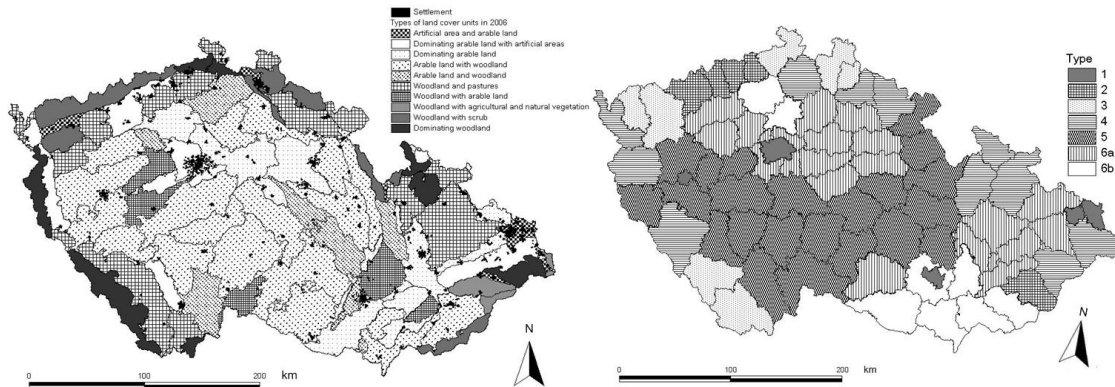 Settlement
Types of land cover units in 2006
Artificial area and arable land
Dominating arable land with artificial areas
Dominating arable land
Arable land with woodland
Arable land and woodland
Woodland and pastures
Woodland with arable land
Woodland with agricultural and natural vegetation
Woodland with scrub
Dominating woodland
N
0 100 200 km
Type
1
2
3
4
5
6a
6b
N
0 100 200 km